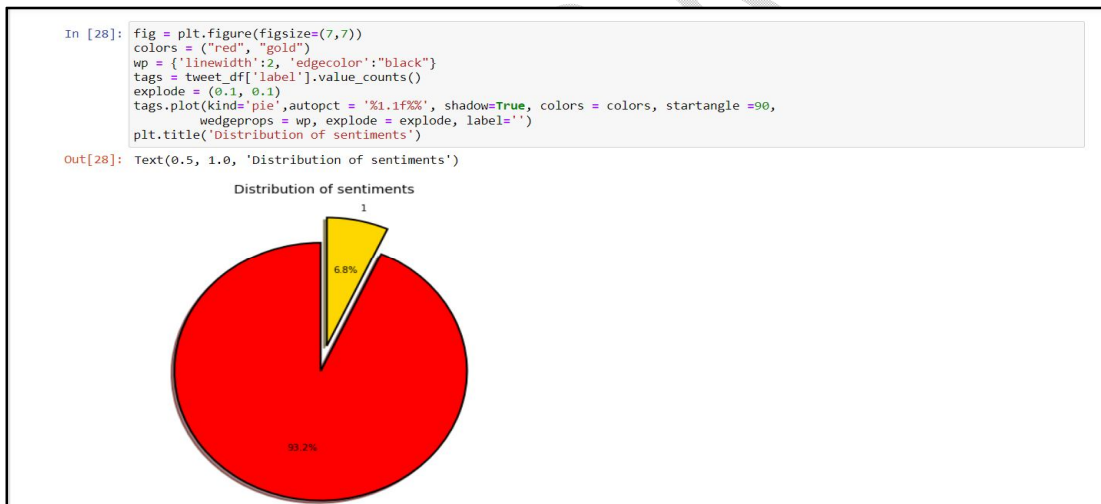 In [28]: fig = plt.figure(figsize=(7,7))
colors = ("red", "gold")
wp = {'linewidth':2, 'edgecolor':"black"}
tags = tweet_df['label'].value_counts()
explode = (0.1, 0.1)
tags.plot(kind='pie',autopct = '%1.1f%%', shadow=True, colors = colors, startangle =90,
wedgeprops = wp, explode = explode, label='')
plt.title('Distribution of sentiments')
Out[28]: Text(0.5, 1.0, 'Distribution of sentiments')
Distribution of sentiments
1
6.8%
93.2%